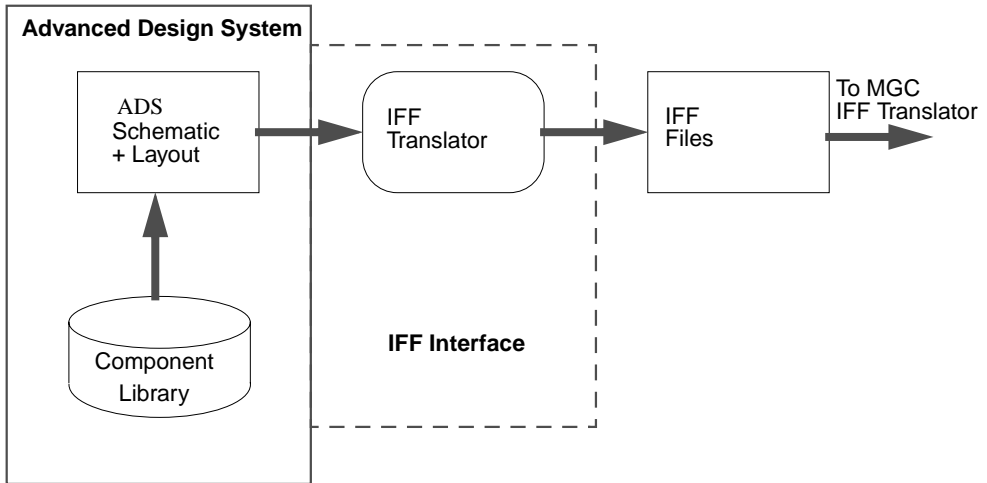 Advanced Design System
ADS
Schematic
+ Layout
IFF
Translator
IFF
Files
To MGC
IFF Translator
Component
Library
IFF Interface